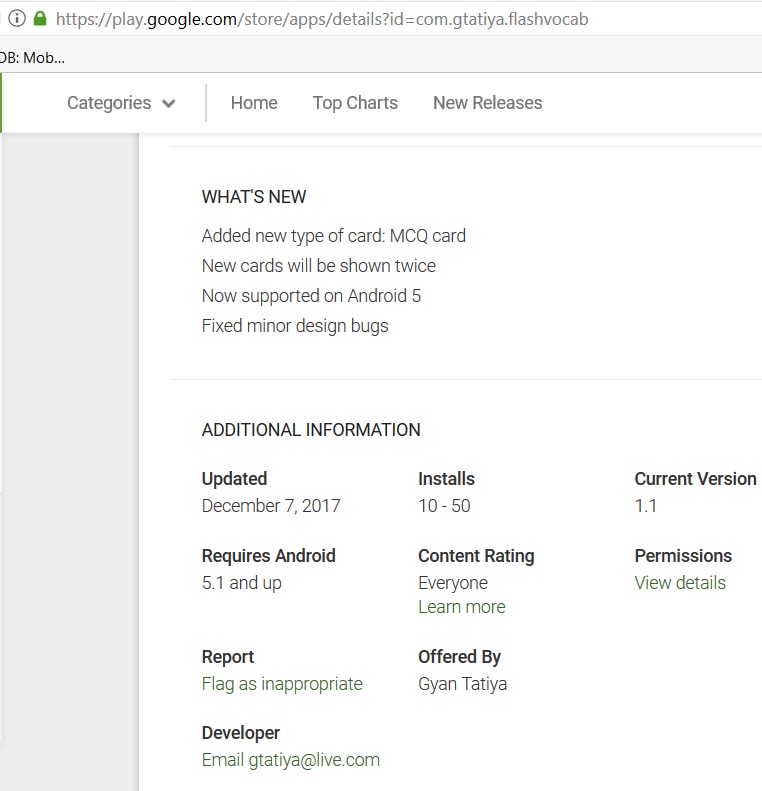 https://play.google.com/store/apps/details?id=com.gtatiya.flashvocab
OB: Mob...
Categories Home Top Charts New Releases
WHAT'S NEW
Added new type of card: MCQ card
New cards will be shown twice
Now supported on Android 5
Fixed minor design bugs
ADDITIONAL INFORMATION
Updated Installs Current Version
December 7, 2017 10 - 50 1.1
Requires Android Content Rating Permissions
5.1 and up Everyone View details
Learn more
Report Offered By
Flag as inappropriate Gyan Tatiya
Developer
Email gtatiya@live.com